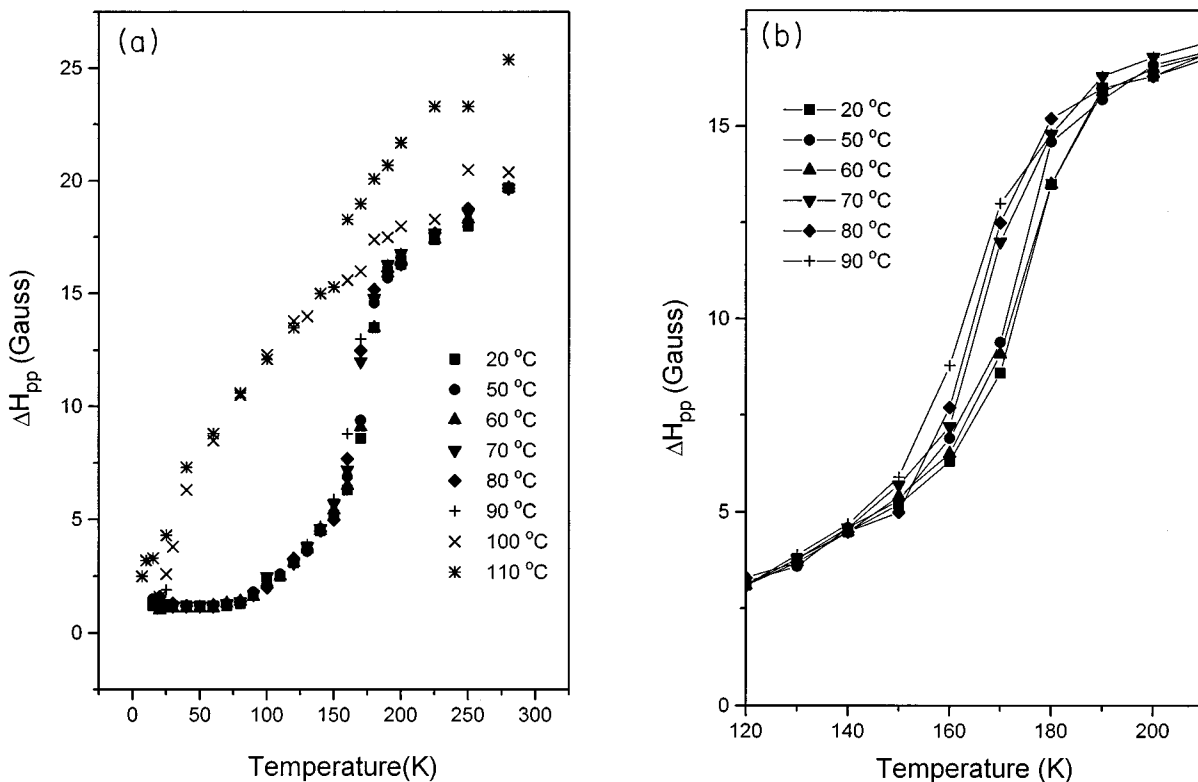 (a)
25
20
15
10
5
0
ΔH_pp (Gauss)
20 °C
50 °C
60 °C
70 °C
80 °C
90 °C
100 °C
110 °C
0 50 100 150 200 250 300
Temperature(K)
(b)
15
10
5
0
ΔH_pp (Gauss)
20 °C
50 °C
60 °C
70 °C
80 °C
90 °C
120 140 160 180 200
Temperature (K)